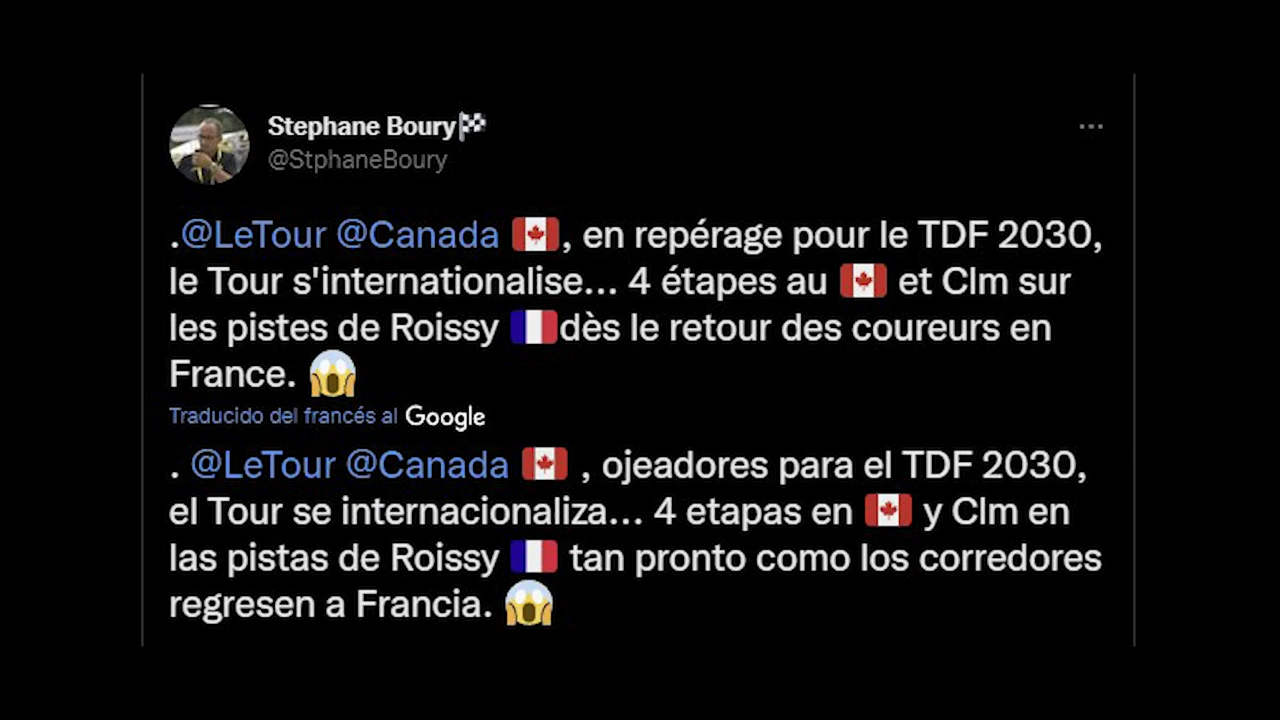 Stephane Boury🏁
@StphaneBoury
.@LeTour @Canada 🇨🇦, en repérage pour le TDF 2030,
le Tour s'internationalise... 4 étapes au 🇨🇦 et Clm sur
les pistes de Roissy 🇫🇷dès le retour des coureurs en
France. 😱
Traducido del francés al Google
. @LeTour @Canada 🇨🇦 , ojeadores para el TDF 2030,
el Tour se internacionaliza... 4 etapas en 🇨🇦 y Clm en
las pistas de Roissy 🇫🇷 tan pronto como los corredores
regresen a Francia. 😱